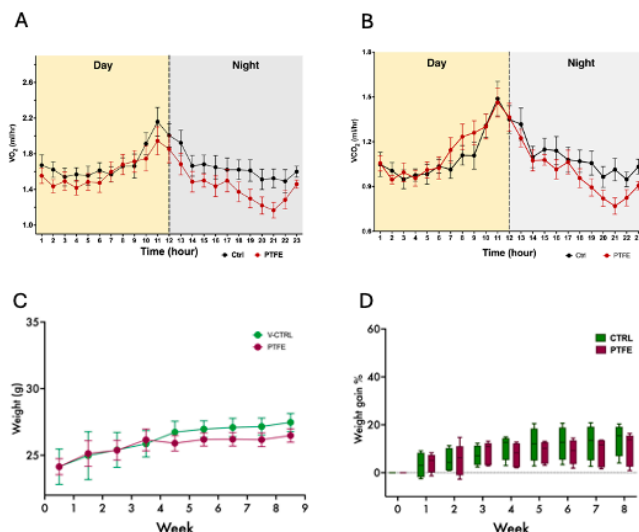 A
Day
Night
VO₂ (ml/hr)
2.6
2.2
1.8
1.4
1.0
1 2 3 4 5 6 7 8 9 10 11 12 13 14 15 16 17 18 19 20 21 22 23
Time (hour)
Ctrl PTFE
B
Day
Night
VCO₂ (ml/hr)
1.8
1.5
1.2
0.9
0.6
1 2 3 4 5 6 7 8 9 10 11 12 13 14 15 16 17 18 19 20 21 22
Time (hour)
Ctrl PTFE
C
V-CTRL
PTFE
Weight (g)
35
30
25
0 1 2 3 4 5 6 7 8 9
Week
D
CTRL
PTFE
Weight gain %
60
40
20
0
0 1 2 3 4 5 6 7 8
Week